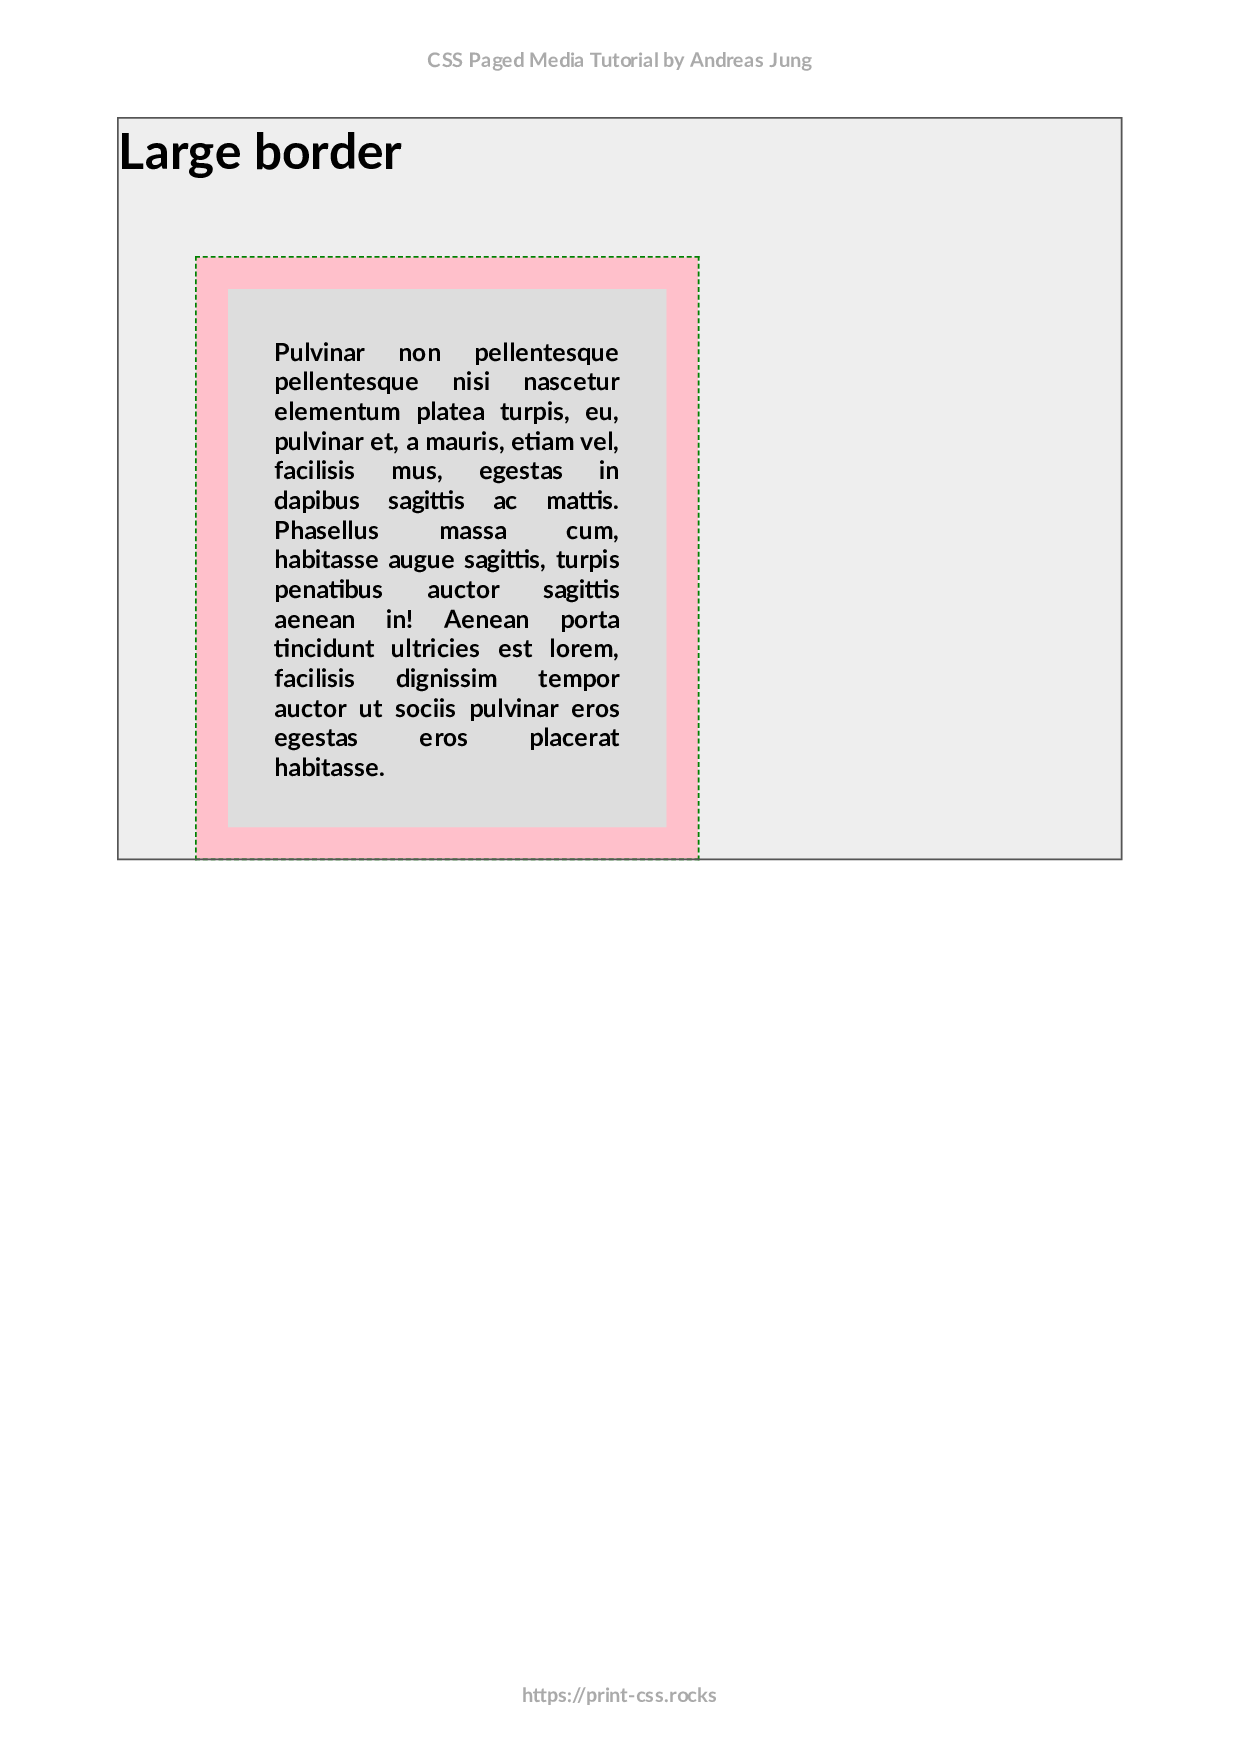 CSS Paged Media Tutorial by Andreas Jung
Large border
Pulvinar non pellentesque
pellentesque nisi nascetur
elementum platea turpis, eu,
pulvinar et, a mauris, etiam vel,
facilisis mus, egestas in
dapibus sagittis ac mattis.
Phasellus massa cum,
habitasse augue sagittis, turpis
penatibus auctor sagittis
aenean in! Aenean porta
tincidunt ultricies est lorem,
facilisis dignissim tempor
auctor ut sociis pulvinar eros
egestas eros placerat
habitasse.
https://print-css.rocks